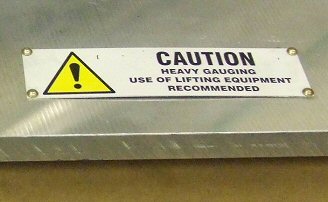 CAUTION
HEAVY GAUGING
USE OF LIFTING EQUIPMENT
RECOMMENDED